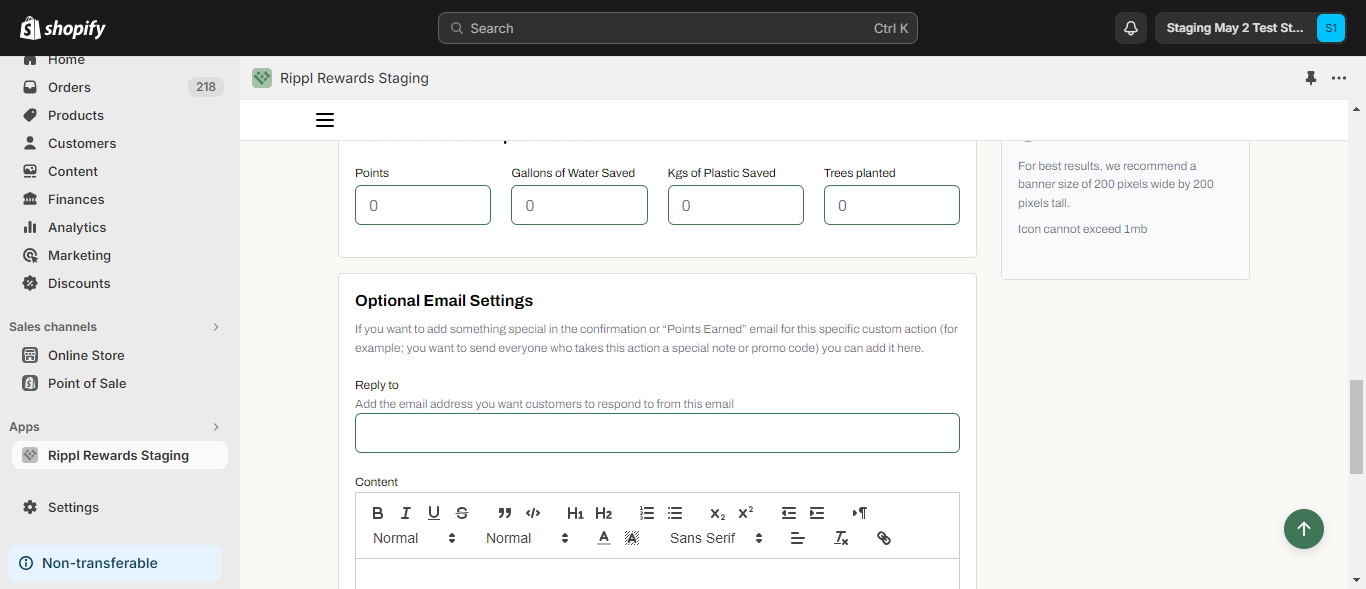 shopify
Search
Ctrl K
Staging May 2 Test St...
S1
Home
Orders
218
Products
Customers
Content
Finances
Analytics
Marketing
Discounts
Sales channels
Online Store
Point of Sale
Apps
Rippl Rewards Staging
Settings
Non-transferable
Rippl Rewards Staging
Points
Gallons of Water Saved
Kgs of Plastic Saved
Trees planted
0
0
0
0
For best results, we recommend a
banner size of 200 pixels wide by 200
pixels tall.
Icon cannot exceed 1mb
Optional Email Settings
If you want to add something special in the confirmation or “Points Earned” email for this specific custom action (for
example; you want to send everyone who takes this action a special note or promo code) you can add it here.
Reply to
Add the email address you want customers to respond to from this email
Content
B I U S H1 H2 X2 X2
Normal Normal A A Sans Serif Tx